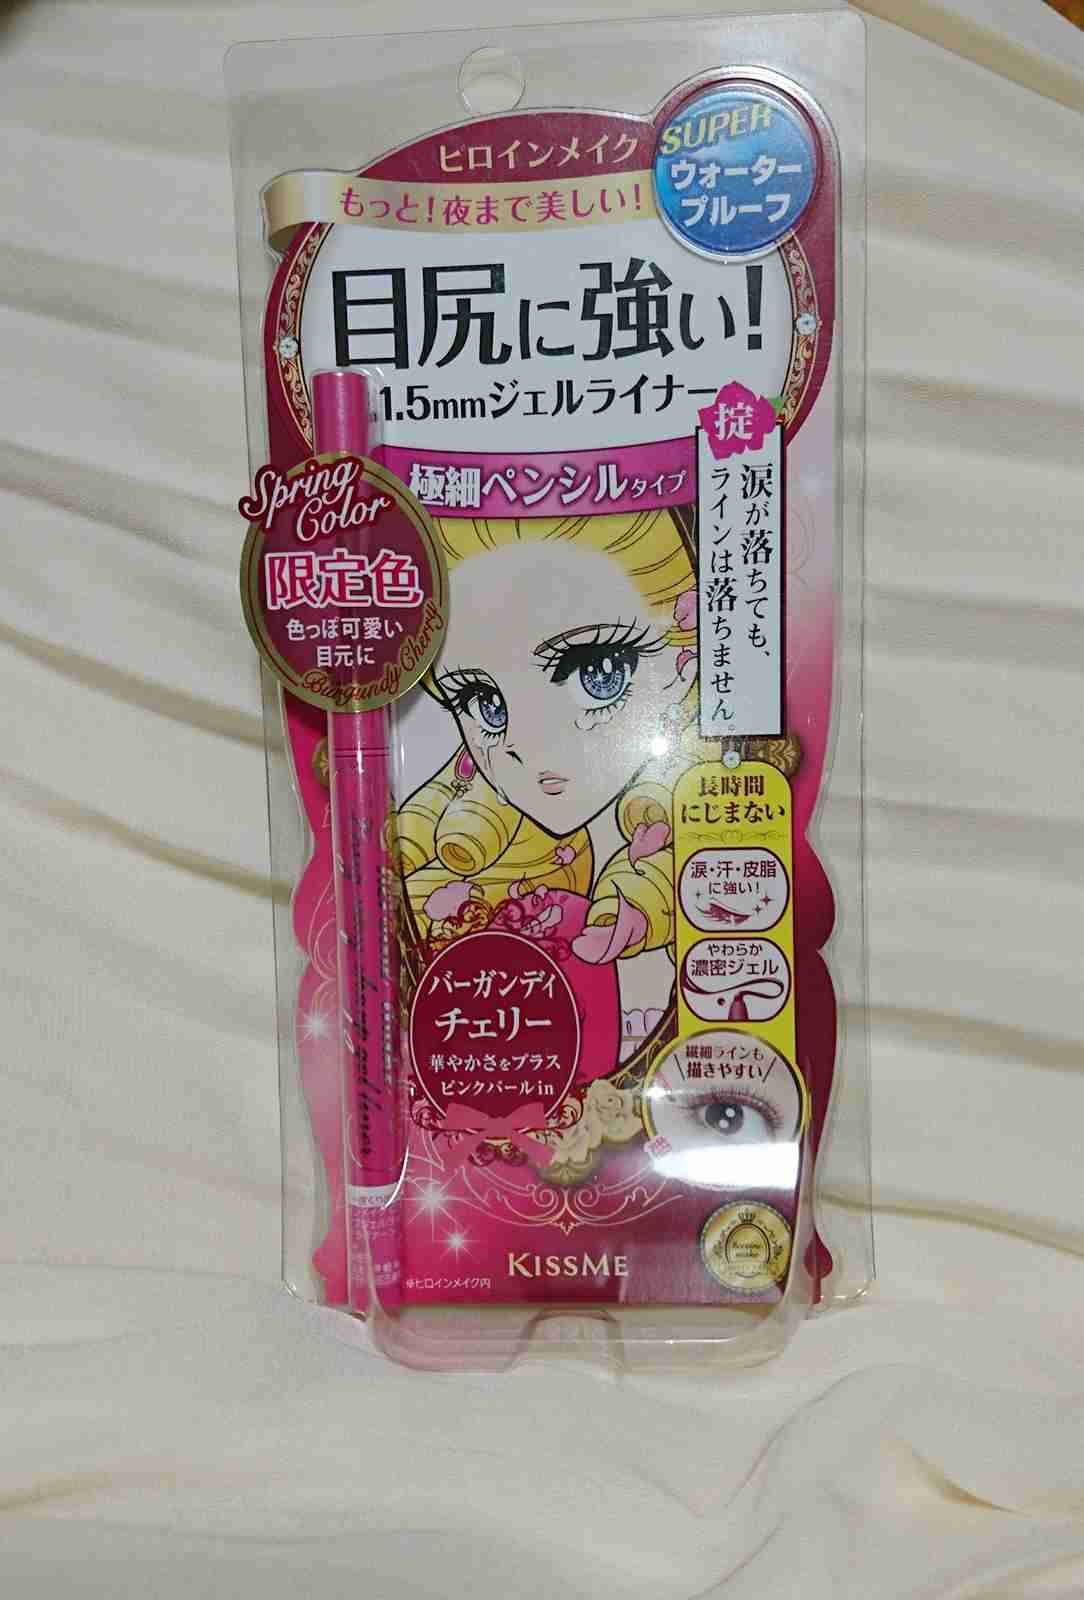 ヒロインメイク
もっと!夜まで美しい!
SUPER
ウォーター
プルーフ
目尻に強い!
1.5mmジェルライナー
極細ペンシルタイプ
掟
涙が落ちても、
ラインは落ちません。
Spring
Color
限定色
色っぽ可愛い
目元に
Burgundy Cherry
長時間
にじまない
涙・汗・皮脂
に強い!
やわらか
濃密ジェル
繊細ラインも
描きやすい
バーガンディ
チェリー
華やかさをプラス
ピンクパールin
KISSME
※ヒロインメイク内
heroine
make